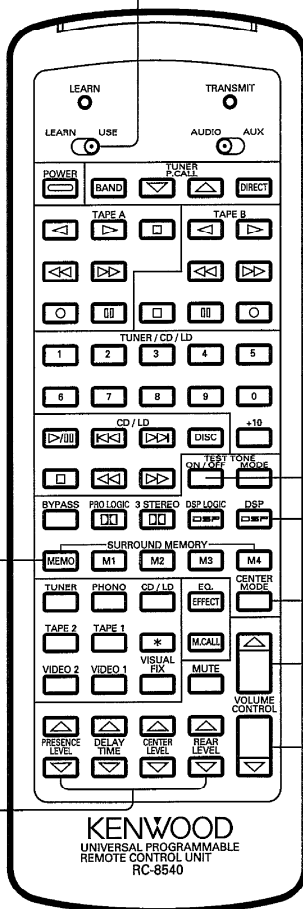 LEARN TRANSMIT
LEARN USE AUDIO AUX
TUNER
POWER P.CALL
BAND DIRECT
TAPE A TAPE B
TUNER / CD / LD
1 2 3 4 5
6 7 8 9 0
CD / LD +10
DISC
TEST TONE
ON / OFF MODE
BYPASS PRO LOGIC 3 STEREO DSP LOGIC DSP
DSP DSP
SURROUND MEMORY
MEMO M1 M2 M3 M4
TUNER PHONO CD / LD EQ. CENTER
EFFECT MODE
TAPE 2 TAPE 1
* M.CALL
VIDEO 2 VIDEO 1 VISUAL
FIX MUTE
VOLUME
CONTROL
PRESENCE
LEVEL DELAY
TIME CENTER
LEVEL REAR
LEVEL
KENWOOD
UNIVERSAL PROGRAMMABLE
REMOTE CONTROL UNIT
RC-8540